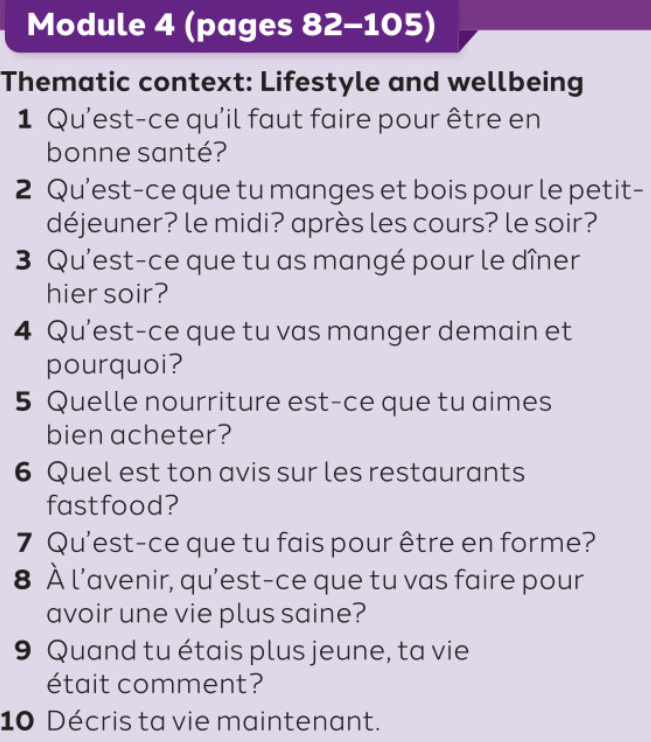 Module 4 (pages 82–105)
Thematic context: Lifestyle and wellbeing
1 Qu’est-ce qu’il faut faire pour être en
bonne santé?
2 Qu’est-ce que tu manges et bois pour le petit-
déjeuner? le midi? après les cours? le soir?
3 Qu’est-ce que tu as mangé pour le dîner
hier soir?
4 Qu’est-ce que tu vas manger demain et
pourquoi?
5 Quelle nourriture est-ce que tu aimes
bien acheter?
6 Quel est ton avis sur les restaurants
fastfood?
7 Qu’est-ce que tu fais pour être en forme?
8 À l’avenir, qu’est-ce que tu vas faire pour
avoir une vie plus saine?
9 Quand tu étais plus jeune, ta vie
était comment?
10 Décris ta vie maintenant.